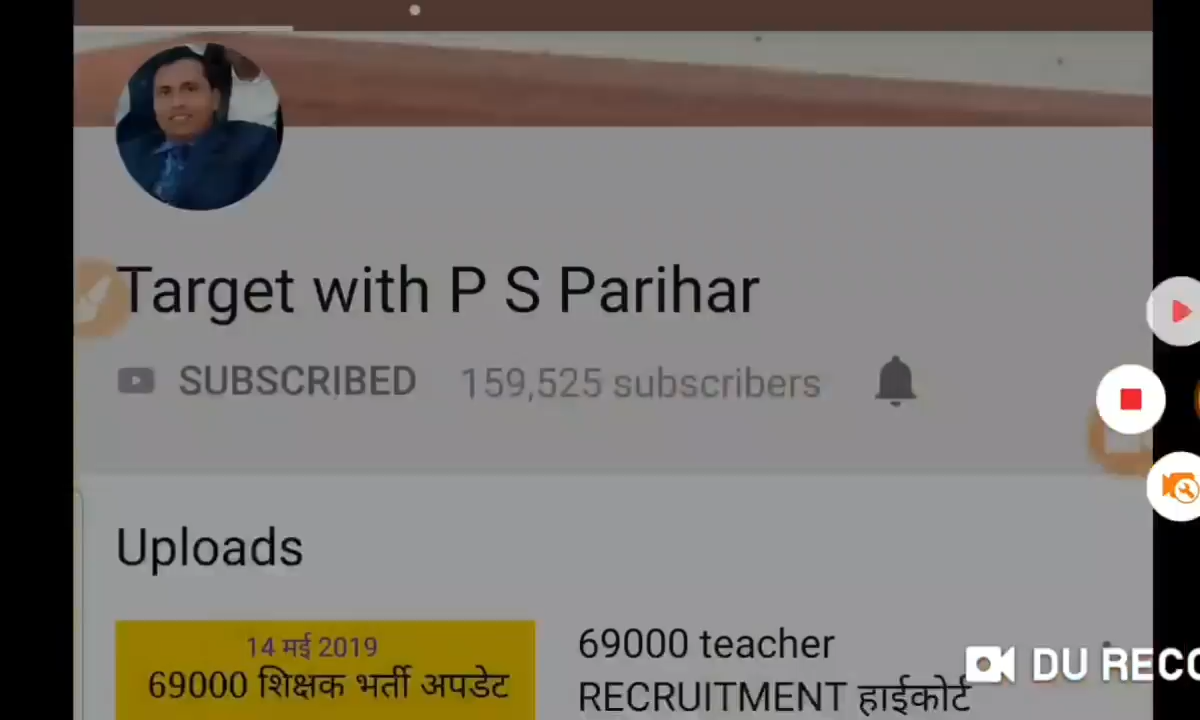 Target with P S Parihar
SUBSCRIBED 159,525 subscribers
Uploads
14 मई 2019
69000 शिक्षक भर्ती अपडेट
69000 teacher
RECRUITMENT हाईकोर्ट
DU RECO